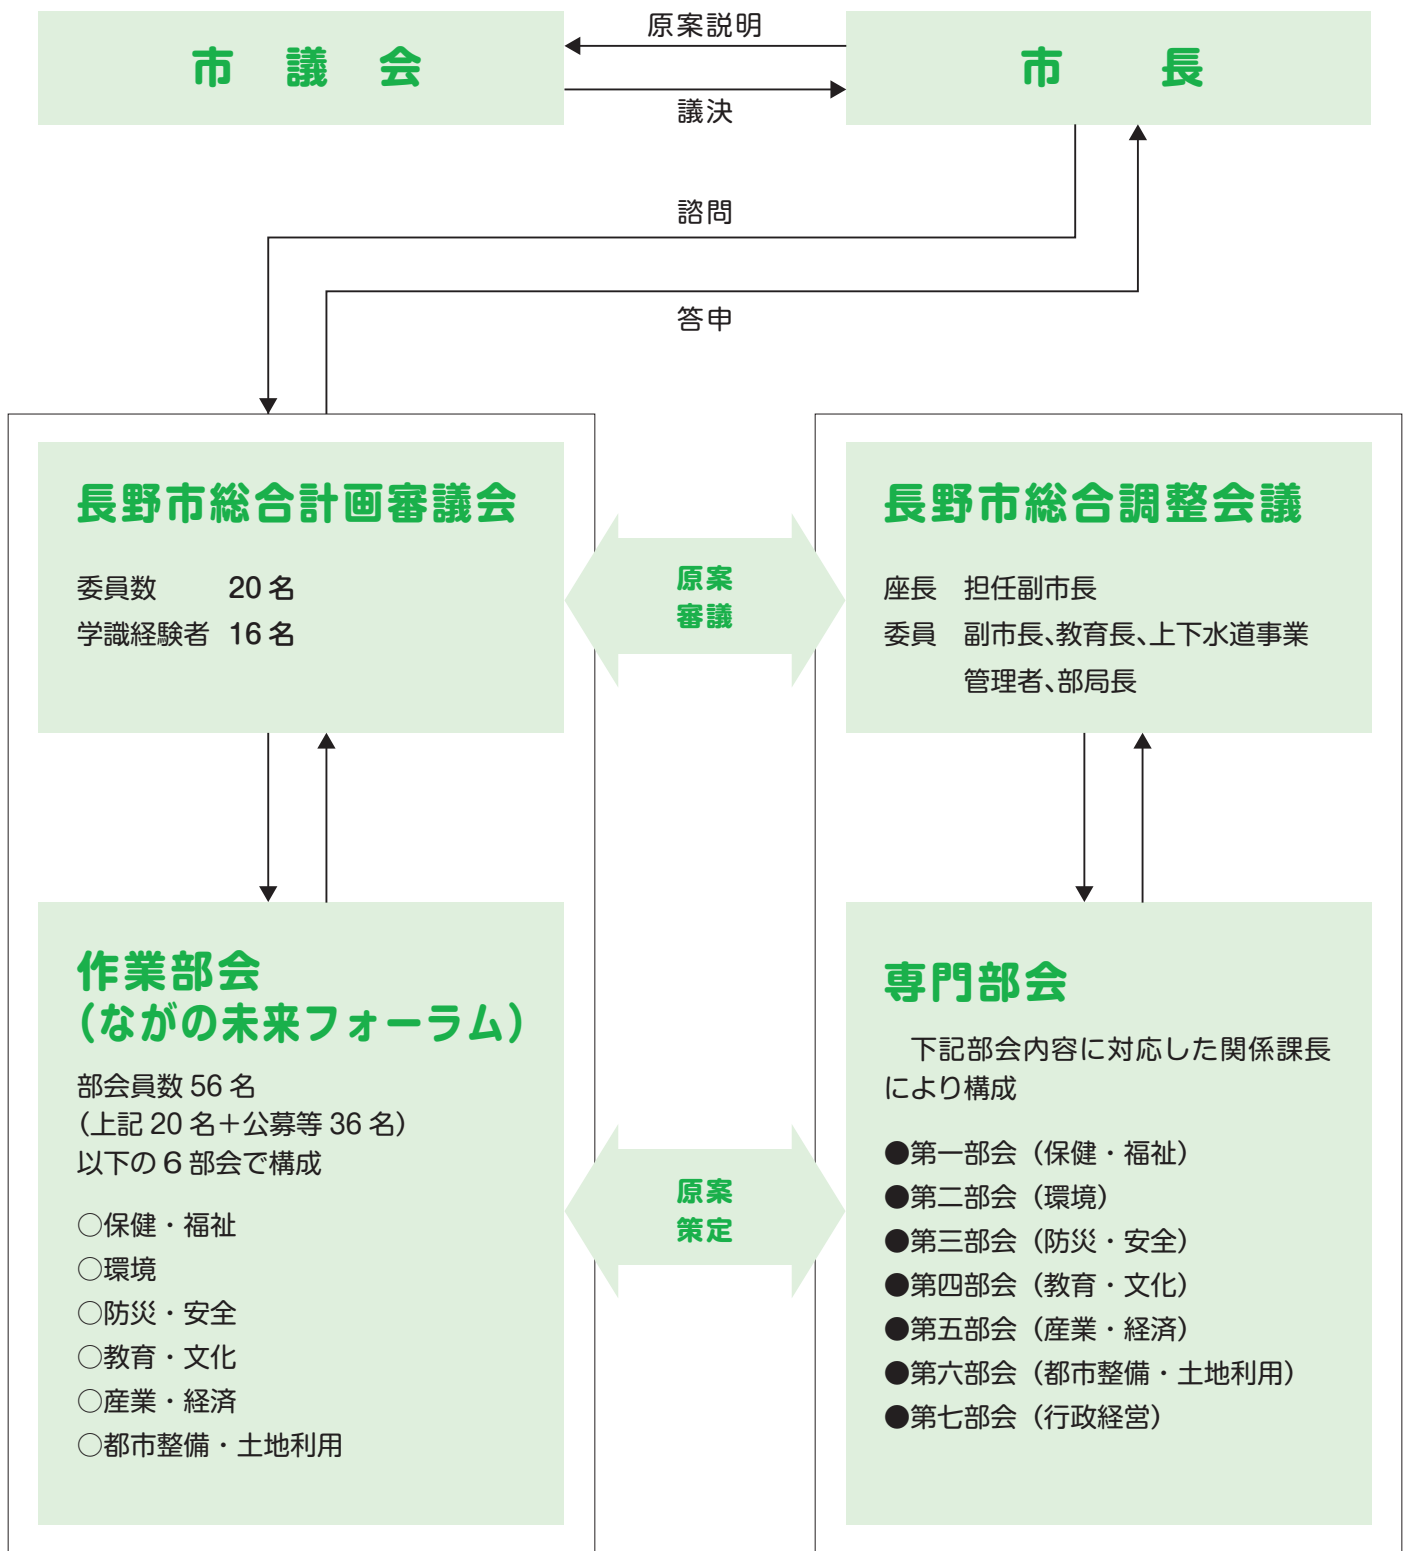 市 議 会
原案説明
議決
市 長
諮問
答申
長野市総合計画審議会
委員数 20 名
学識経験者 16 名
原案
審議
長野市総合調整会議
座長 担任副市長
委員 副市長、教育長、上下水道事業
管理者、部局長
作業部会
（ながの未来フォーラム）
部会員数 56 名
（上記 20 名＋公募等 36 名）
以下の 6 部会で構成
○保健・福祉
○環境
○防災・安全
○教育・文化
○産業・経済
○都市整備・土地利用
原案
策定
専門部会
下記部会内容に対応した関係課長
により構成
●第一部会（保健・福祉）
●第二部会（環境）
●第三部会（防災・安全）
●第四部会（教育・文化）
●第五部会（産業・経済）
●第六部会（都市整備・土地利用）
●第七部会（行政経営）